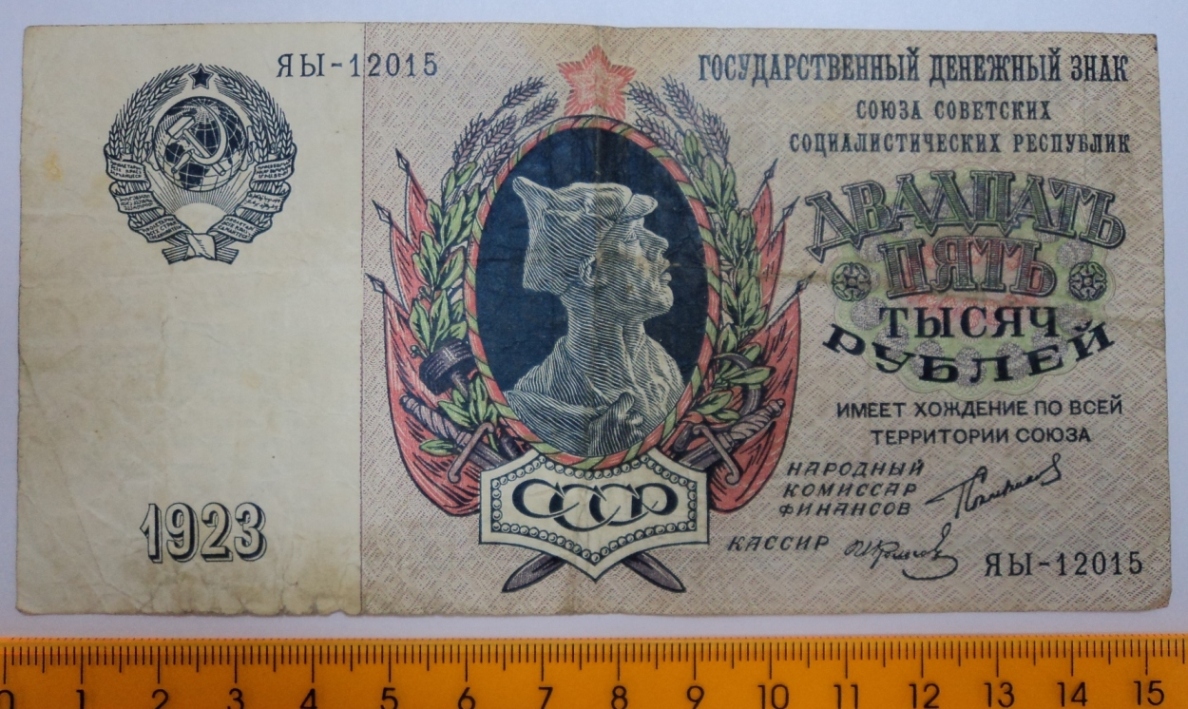 ЯЫ-12015
ГОСУДАРСТВЕННЫЙ ДЕНЕЖНЫЙ ЗНАК
СОЮЗА СОВЕТСКИХ
СОЦИАЛИСТИЧЕСКИХ РЕСПУБЛИК
ДВАДЦАТЬ
ПЯТЬ
ТЫСЯЧ
РУБЛЕЙ
ИМЕЕТ ХОЖДЕНИЕ ПО ВСЕЙ
ТЕРРИТОРИИ СОЮЗА
НАРОДНЫЙ
КОМИССАР
ФИНАНСОВ
КАССИР
ЯЫ-12015
СССР
1923
0 1 2 3 4 5 6 7 8 9 10 11 12 13 14 15